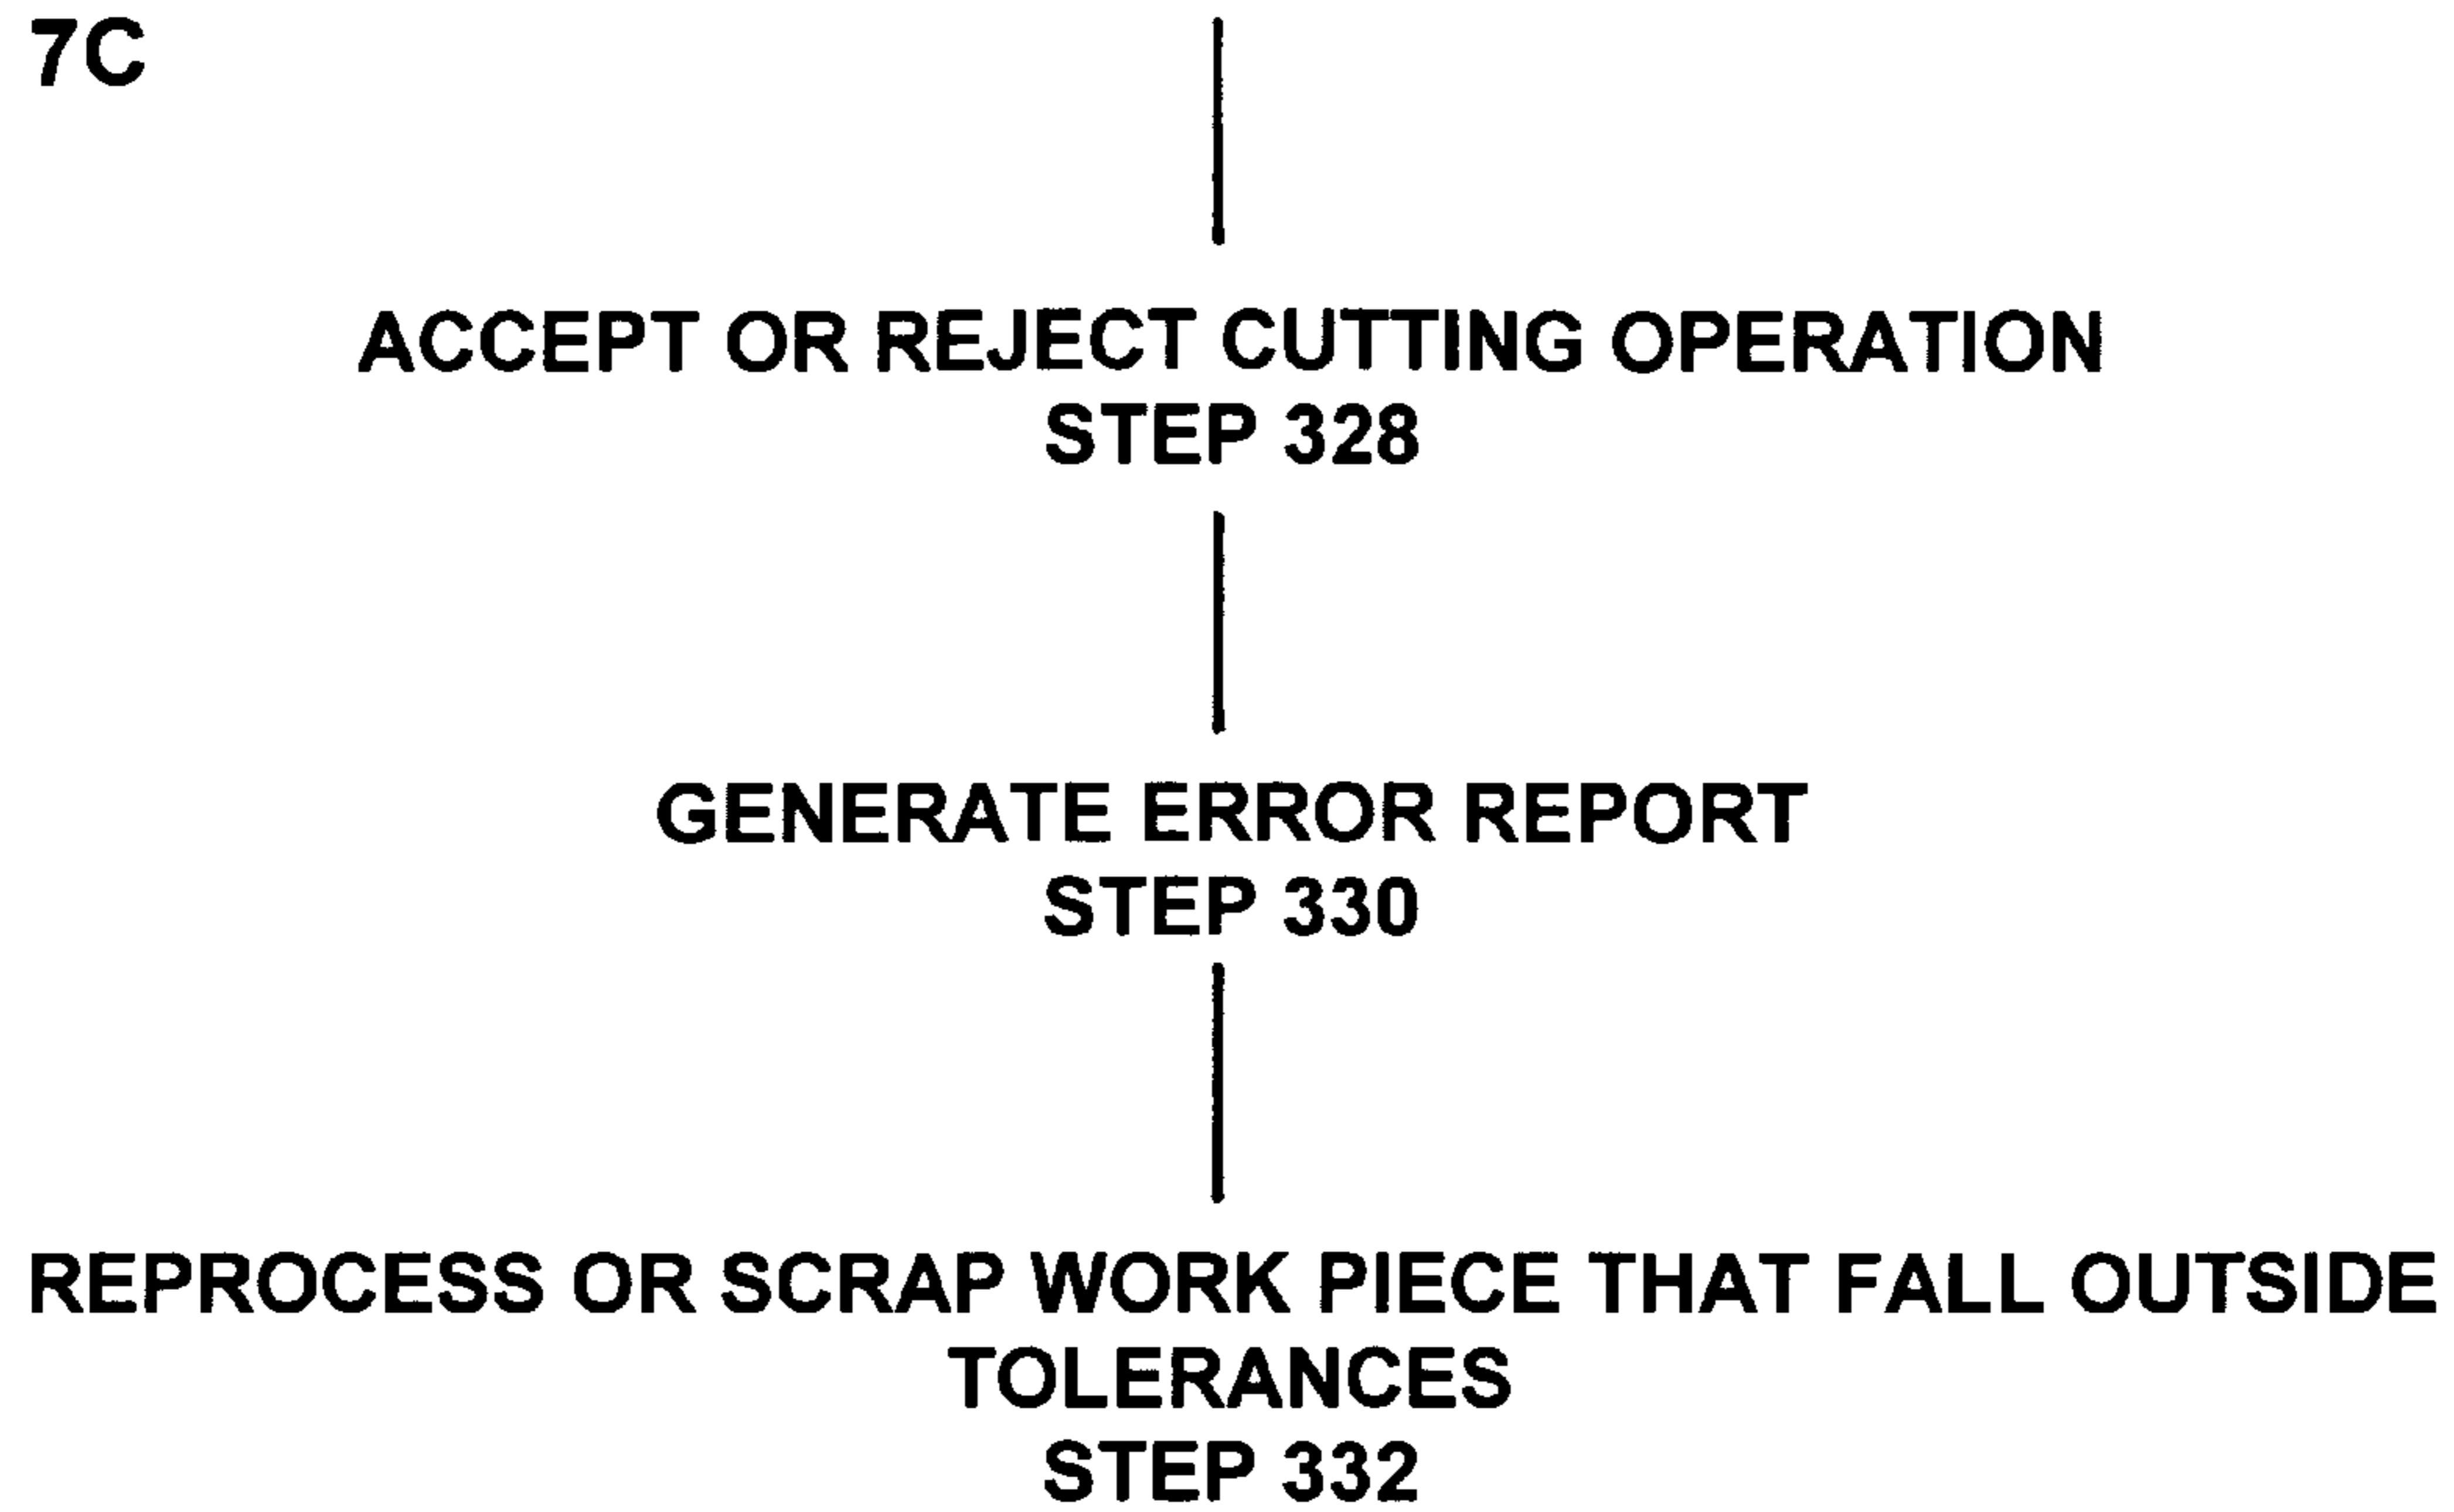 7C
ACCEPT OR REJECT CUTTING OPERATION
STEP 328
GENERATE ERROR REPORT
STEP 330
REPROCESS OR SCRAP WORK PIECE THAT FALL OUTSIDE
TOLERANCES
STEP 332